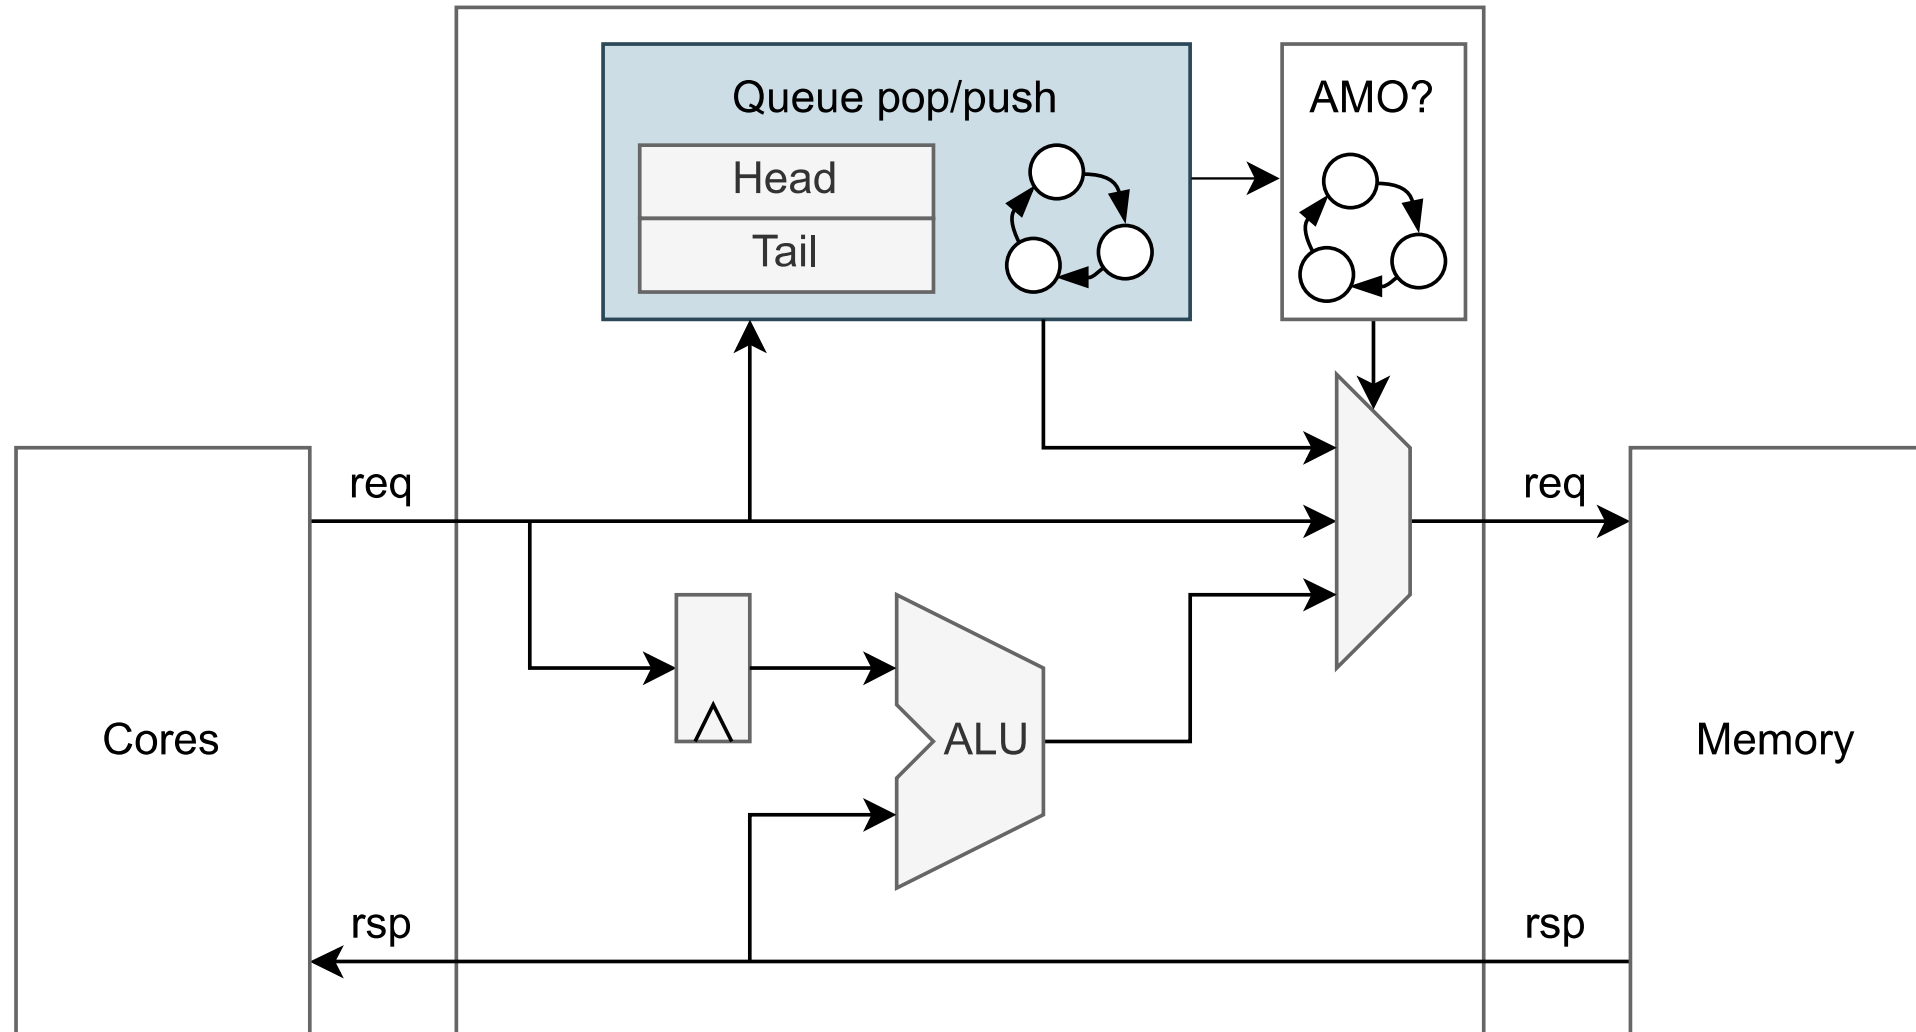 Queue pop/push
AMO?
Head
Tail
req
req
Cores
ALU
Memory
rsp
rsp